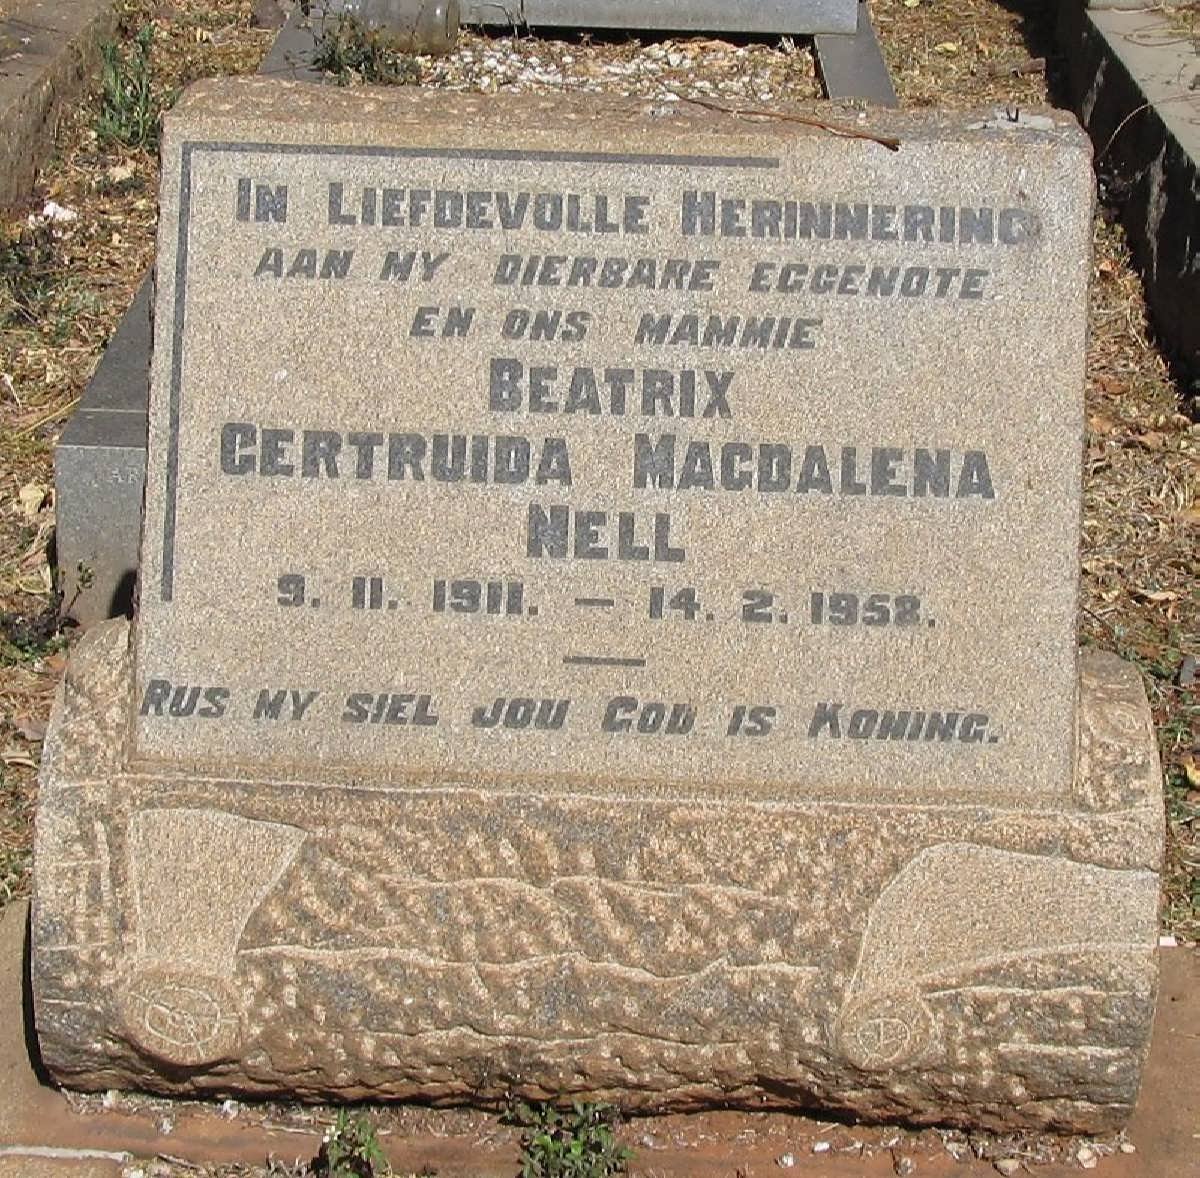 IN LIEFDEVOLLE HERINNERING
AAN MY DIERBARE EGGENOTE
EN ONS MAMMIE
BEATRIX
GERTRUIDA MAGDALENA
NELL
9. 11. 1911. — 14. 2. 1958.
RUS MY SIEL JOU GOD IS KONING.